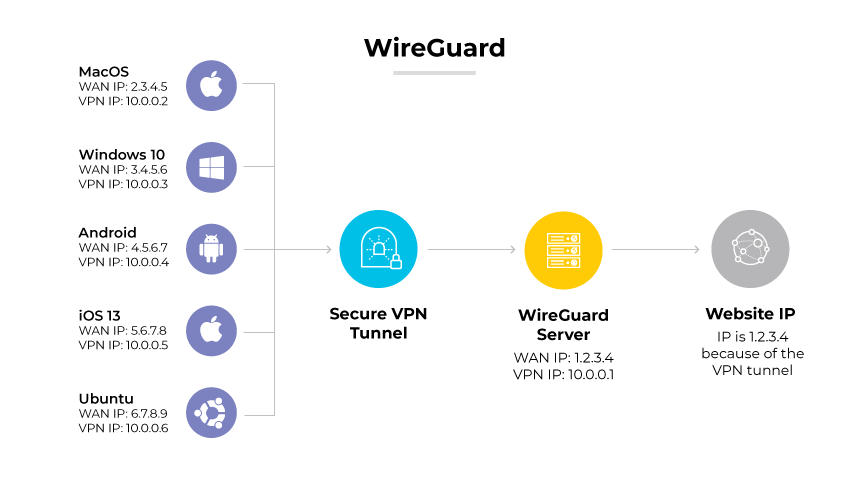 WireGuard
MacOS
WAN IP: 2.3.4.5
VPN IP: 10.0.0.2
Windows 10
WAN IP: 3.4.5.6
VPN IP: 10.0.0.3
Android
WAN IP: 4.5.6.7
VPN IP: 10.0.0.4
iOS 13
WAN IP: 5.6.7.8
VPN IP: 10.0.0.5
Ubuntu
WAN IP: 6.7.8.9
VPN IP: 10.0.0.6
Secure VPN
Tunnel
WireGuard
Server
WAN IP: 1.2.3.4
VPN IP: 10.0.0.1
Website IP
IP is 1.2.3.4
because of the
VPN tunnel